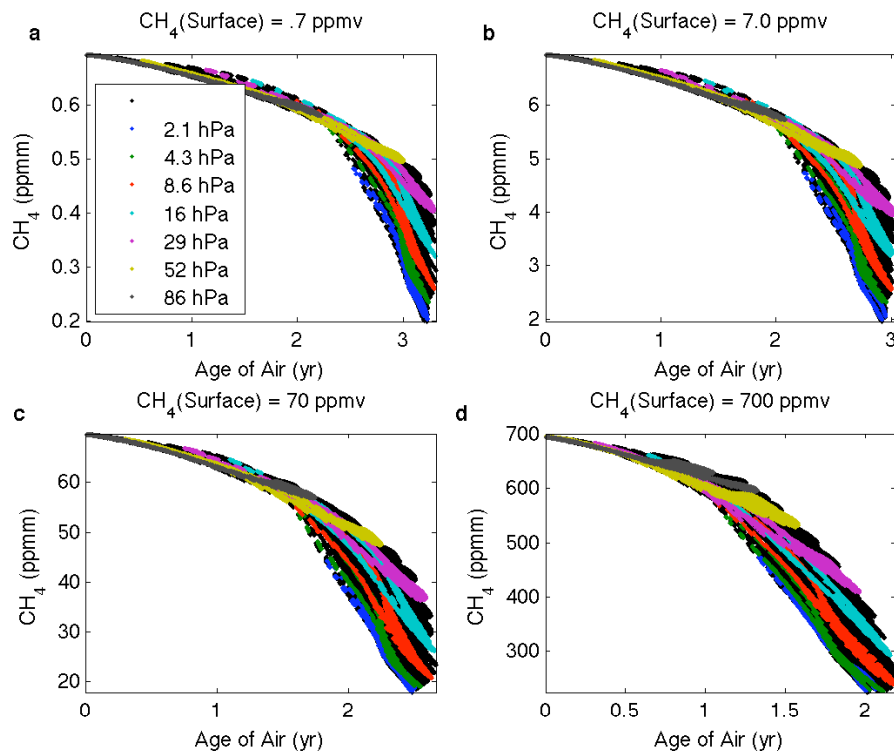 a
CH4(Surface) = .7 ppmv
CH4 (ppmm)
0.6
0.5
0.4
0.3
0.2
2.1 hPa
4.3 hPa
8.6 hPa
16 hPa
29 hPa
52 hPa
86 hPa
0 1 2 3
Age of Air (yr)
b
CH4(Surface) = 7.0 ppmv
CH4 (ppmm)
6
5
4
3
2
0 1 2 3
Age of Air (yr)
c
CH4(Surface) = 70 ppmv
CH4 (ppmm)
60
50
40
30
20
0 1 2
Age of Air (yr)
d
CH4(Surface) = 700 ppmv
CH4 (ppmm)
700
600
500
400
300
0 0.5 1 1.5 2
Age of Air (yr)